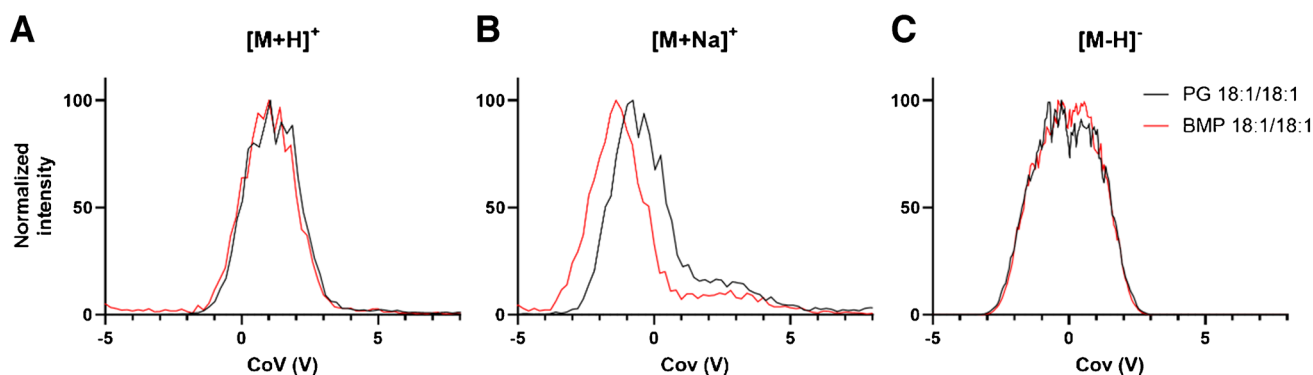 A
[M+H]+
B
[M+Na]+
C
[M-H]-
Normalized
intensity
100
50
0
-5
0
5
CoV (V)
100
50
0
-5
0
5
Cov (V)
100
50
0
-5
0
5
Cov (V)
PG 18:1/18:1
BMP 18:1/18:1